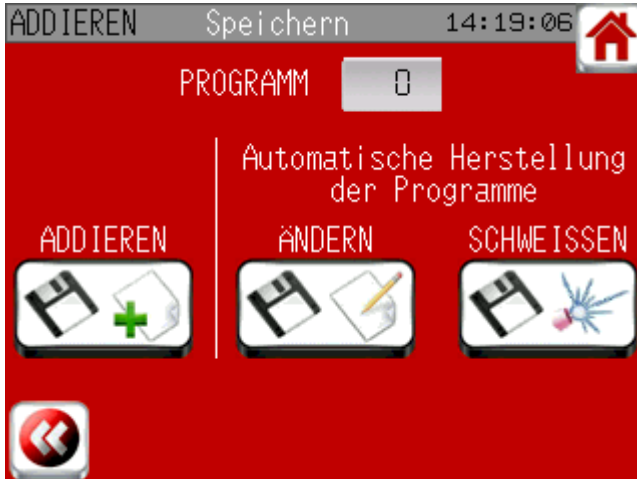 ADDIEREN Speichern 14:19:06
PROGRAMM 0
Automatische Herstellung
der Programme
ADDIEREN ÄNDERN SCHWEISSEN